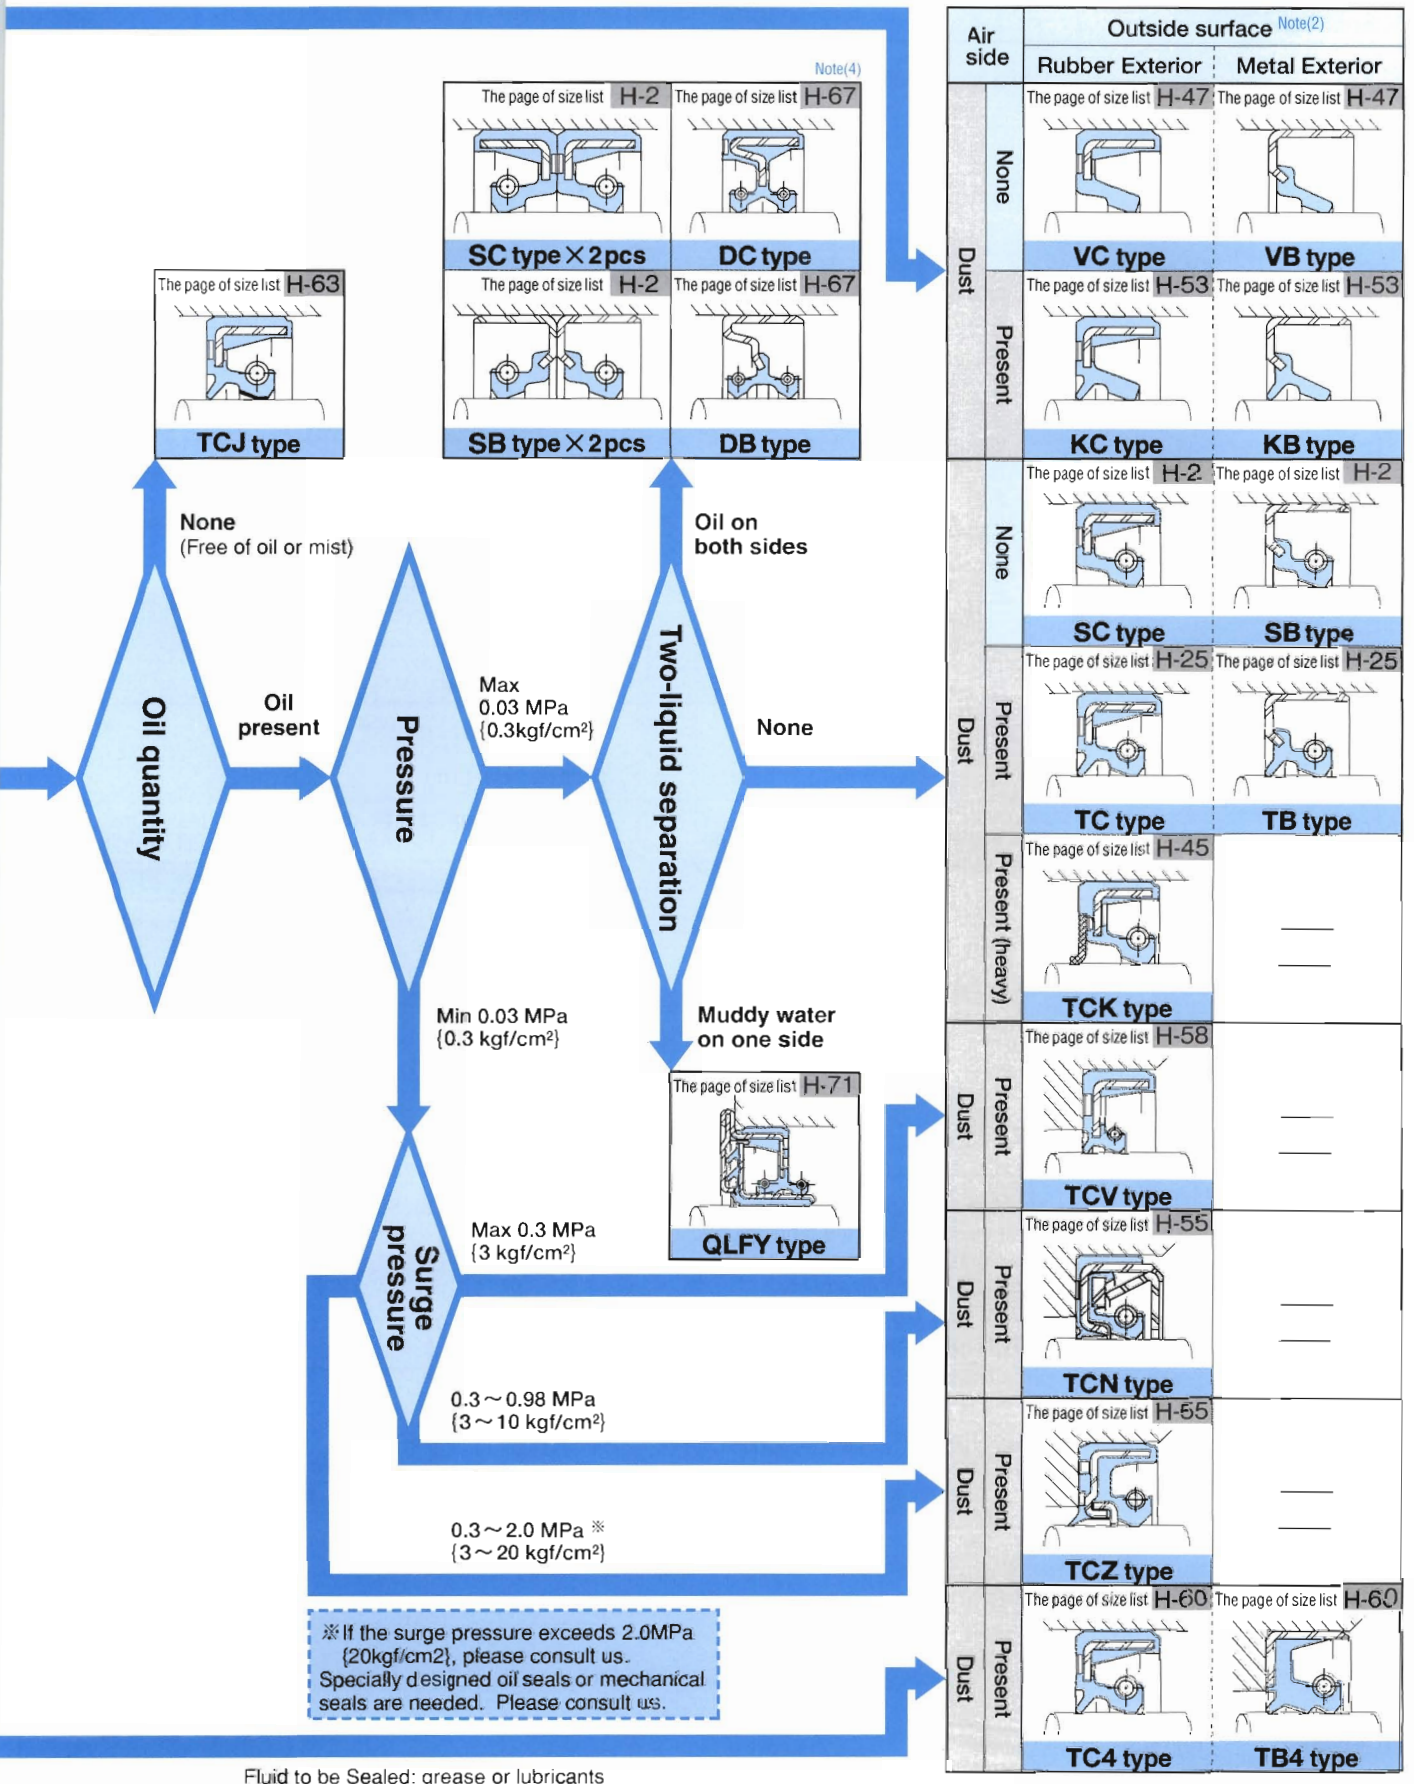 Air side
Outside surface Note(2)
Rubber Exterior
Metal Exterior
Note(4)
The page of size list H-2
The page of size list H-67
SC type×2pcs
DC type
The page of size list H-2
The page of size list H-67
SB type×2pcs
DB type
The page of size list H-63
TCJ type
None
(Free of oil or mist)
Oil quantity
Oil
present
Pressure
Max
0.03 MPa
{0.3kgf/cm²}
Oil on
both sides
Two-liquid separation
None
Muddy water
on one side
The page of size list H-71
QLFY type
Min 0.03 MPa
{0.3 kgf/cm²}
Surge
pressure
Max 0.3 MPa
{3 kgf/cm²}
0.3～0.98 MPa
{3～10 kgf/cm²}
0.3～2.0 MPa ※
{3～20 kgf/cm²}
※If the surge pressure exceeds 2.0MPa
{20kgf/cm2}, please consult us.
Specially designed oil seals or mechanical
seals are needed. Please consult us.
Dust
None
The page of size list H-47
The page of size list H-47
VC type
VB type
Present
The page of size list H-53
The page of size list H-53
KC type
KB type
Dust
None
The page of size list H-2
The page of size list H-2
SC type
SB type
Present
The page of size list H-25
The page of size list H-25
TC type
TB type
Present (heavy)
The page of size list H-45
TCK type
Dust
Present
The page of size list H-58
TCV type
Dust
Present
The page of size list H-55
TCN type
Dust
Present
The page of size list H-55
TCZ type
Dust
Present
The page of size list H-60
The page of size list H-60
TC4 type
TB4 type
Fluid to be Sealed: grease or lubricants